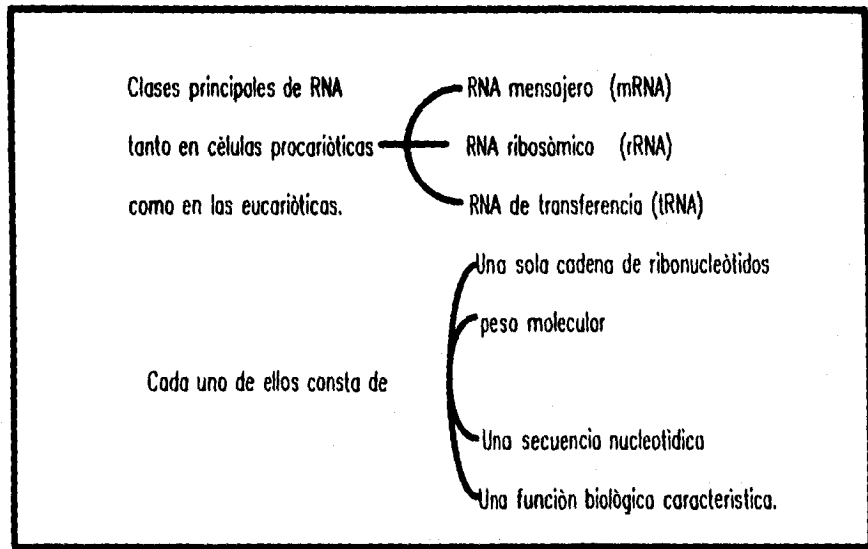 Clases principales de RNA
tanto en cèlulas procariòticas
como en las eucariòticas.
RNA mensajero (mRNA)
RNA ribosòmico (rRNA)
RNA de transferencia (tRNA)
Cada uno de ellos consta de
Una sola cadena de ribonucleòtidos
peso molecular
Una secuencia nucleotìdica
Una funciòn biològica caracterìstica.